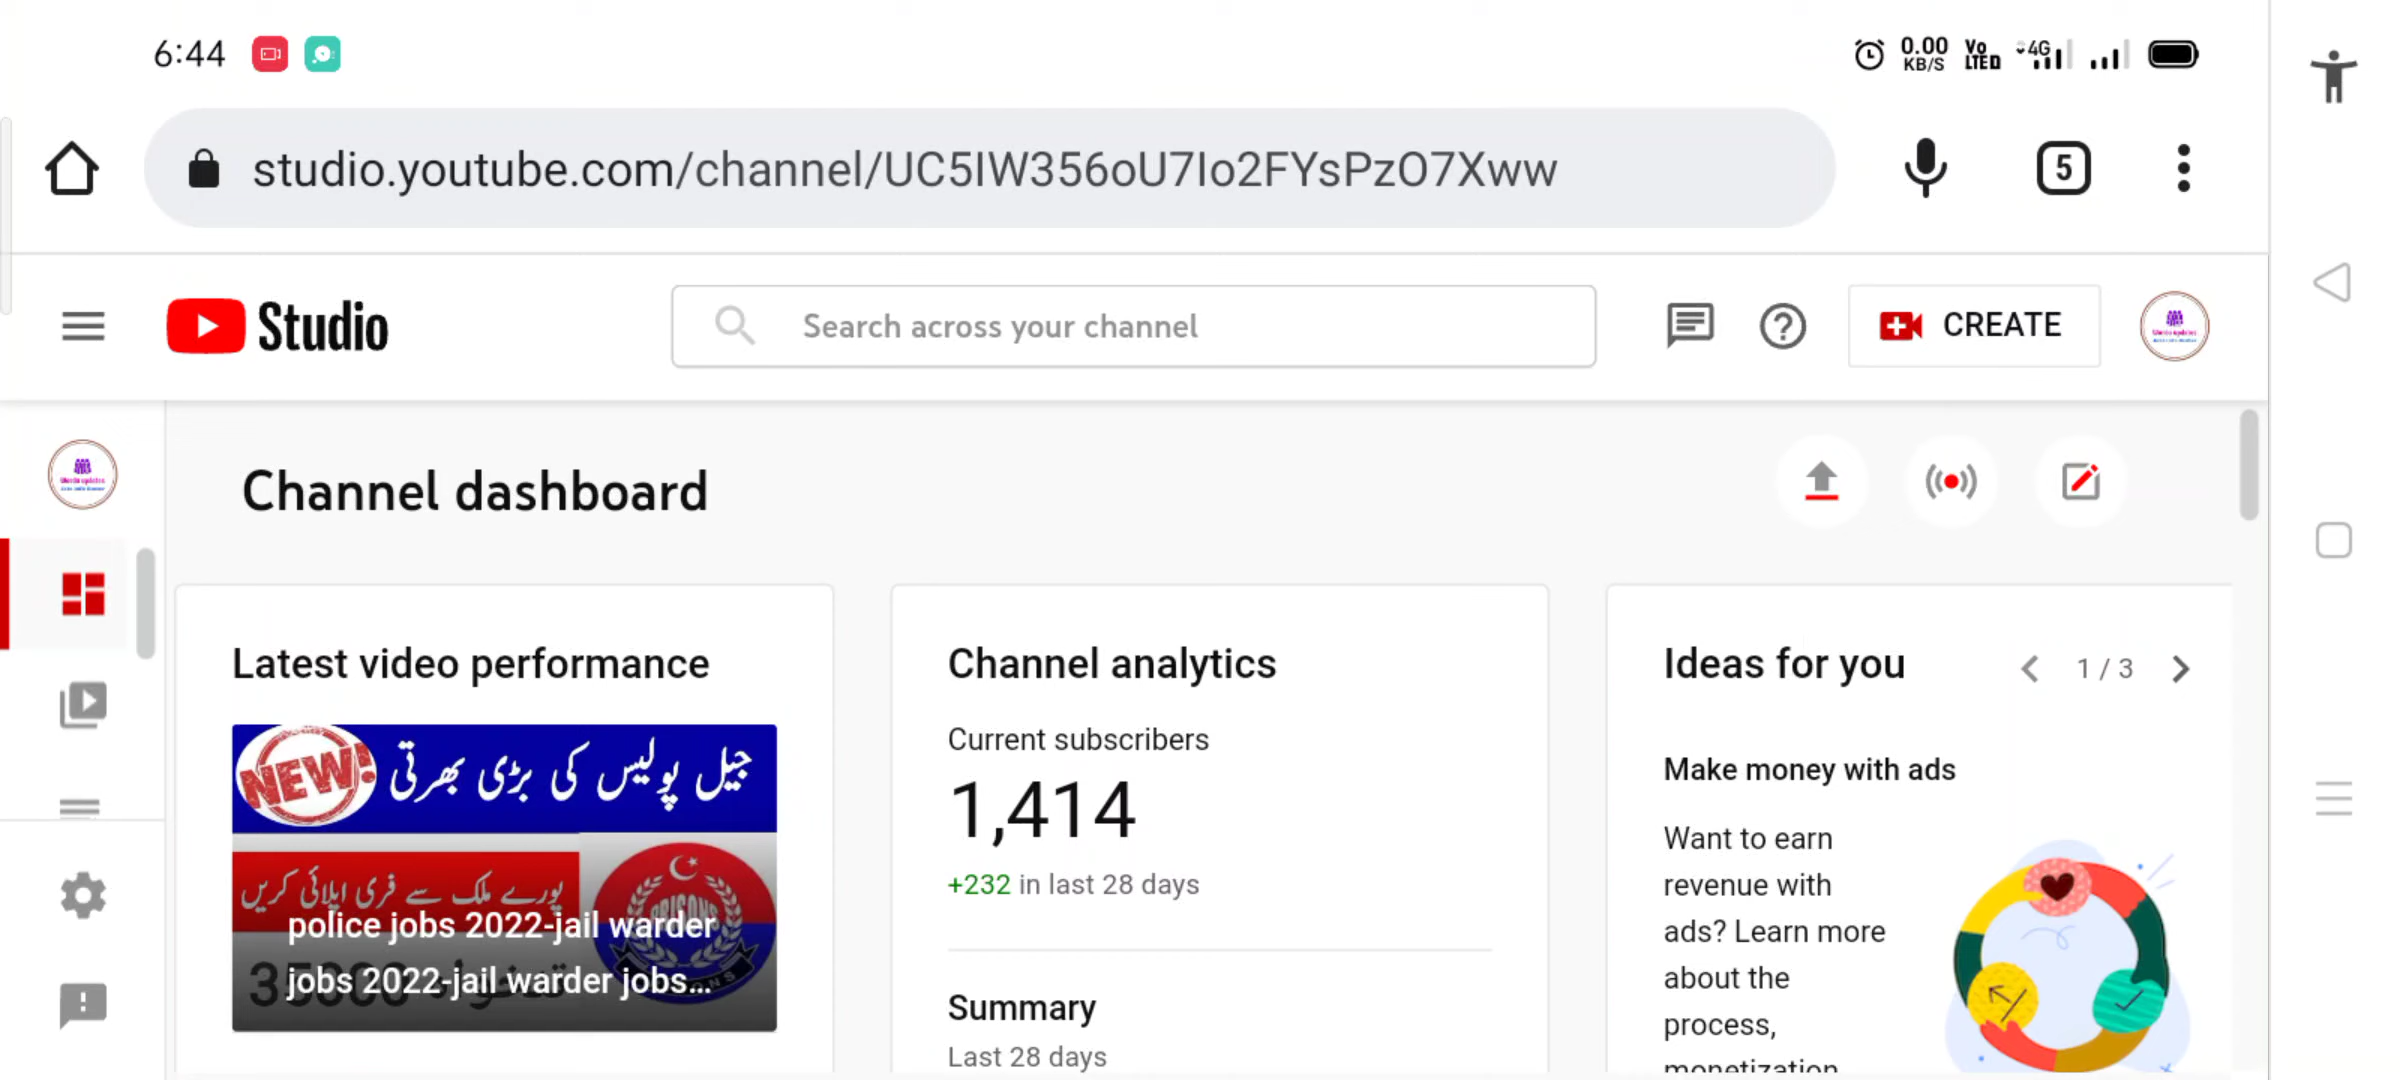 6:44
0.00 KB/S
Vo LTE
4G
studio.youtube.com/channel/UC5IW356oU7Io2FYsPzO7Xww
5
Studio
Search across your channel
CREATE
Channel dashboard
Latest video performance
NEW!
جیل پولیس کی بڑی بھرتی
پورے ملک سے فری اپلائی کریں
PRISONS
police jobs 2022-jail warder
jobs 2022-jail warder jobs...
Channel analytics
Current subscribers
1,414
+232 in last 28 days
Summary
Last 28 days
Ideas for you
1 / 3
Make money with ads
Want to earn
revenue with
ads? Learn more
about the
process,
monetization